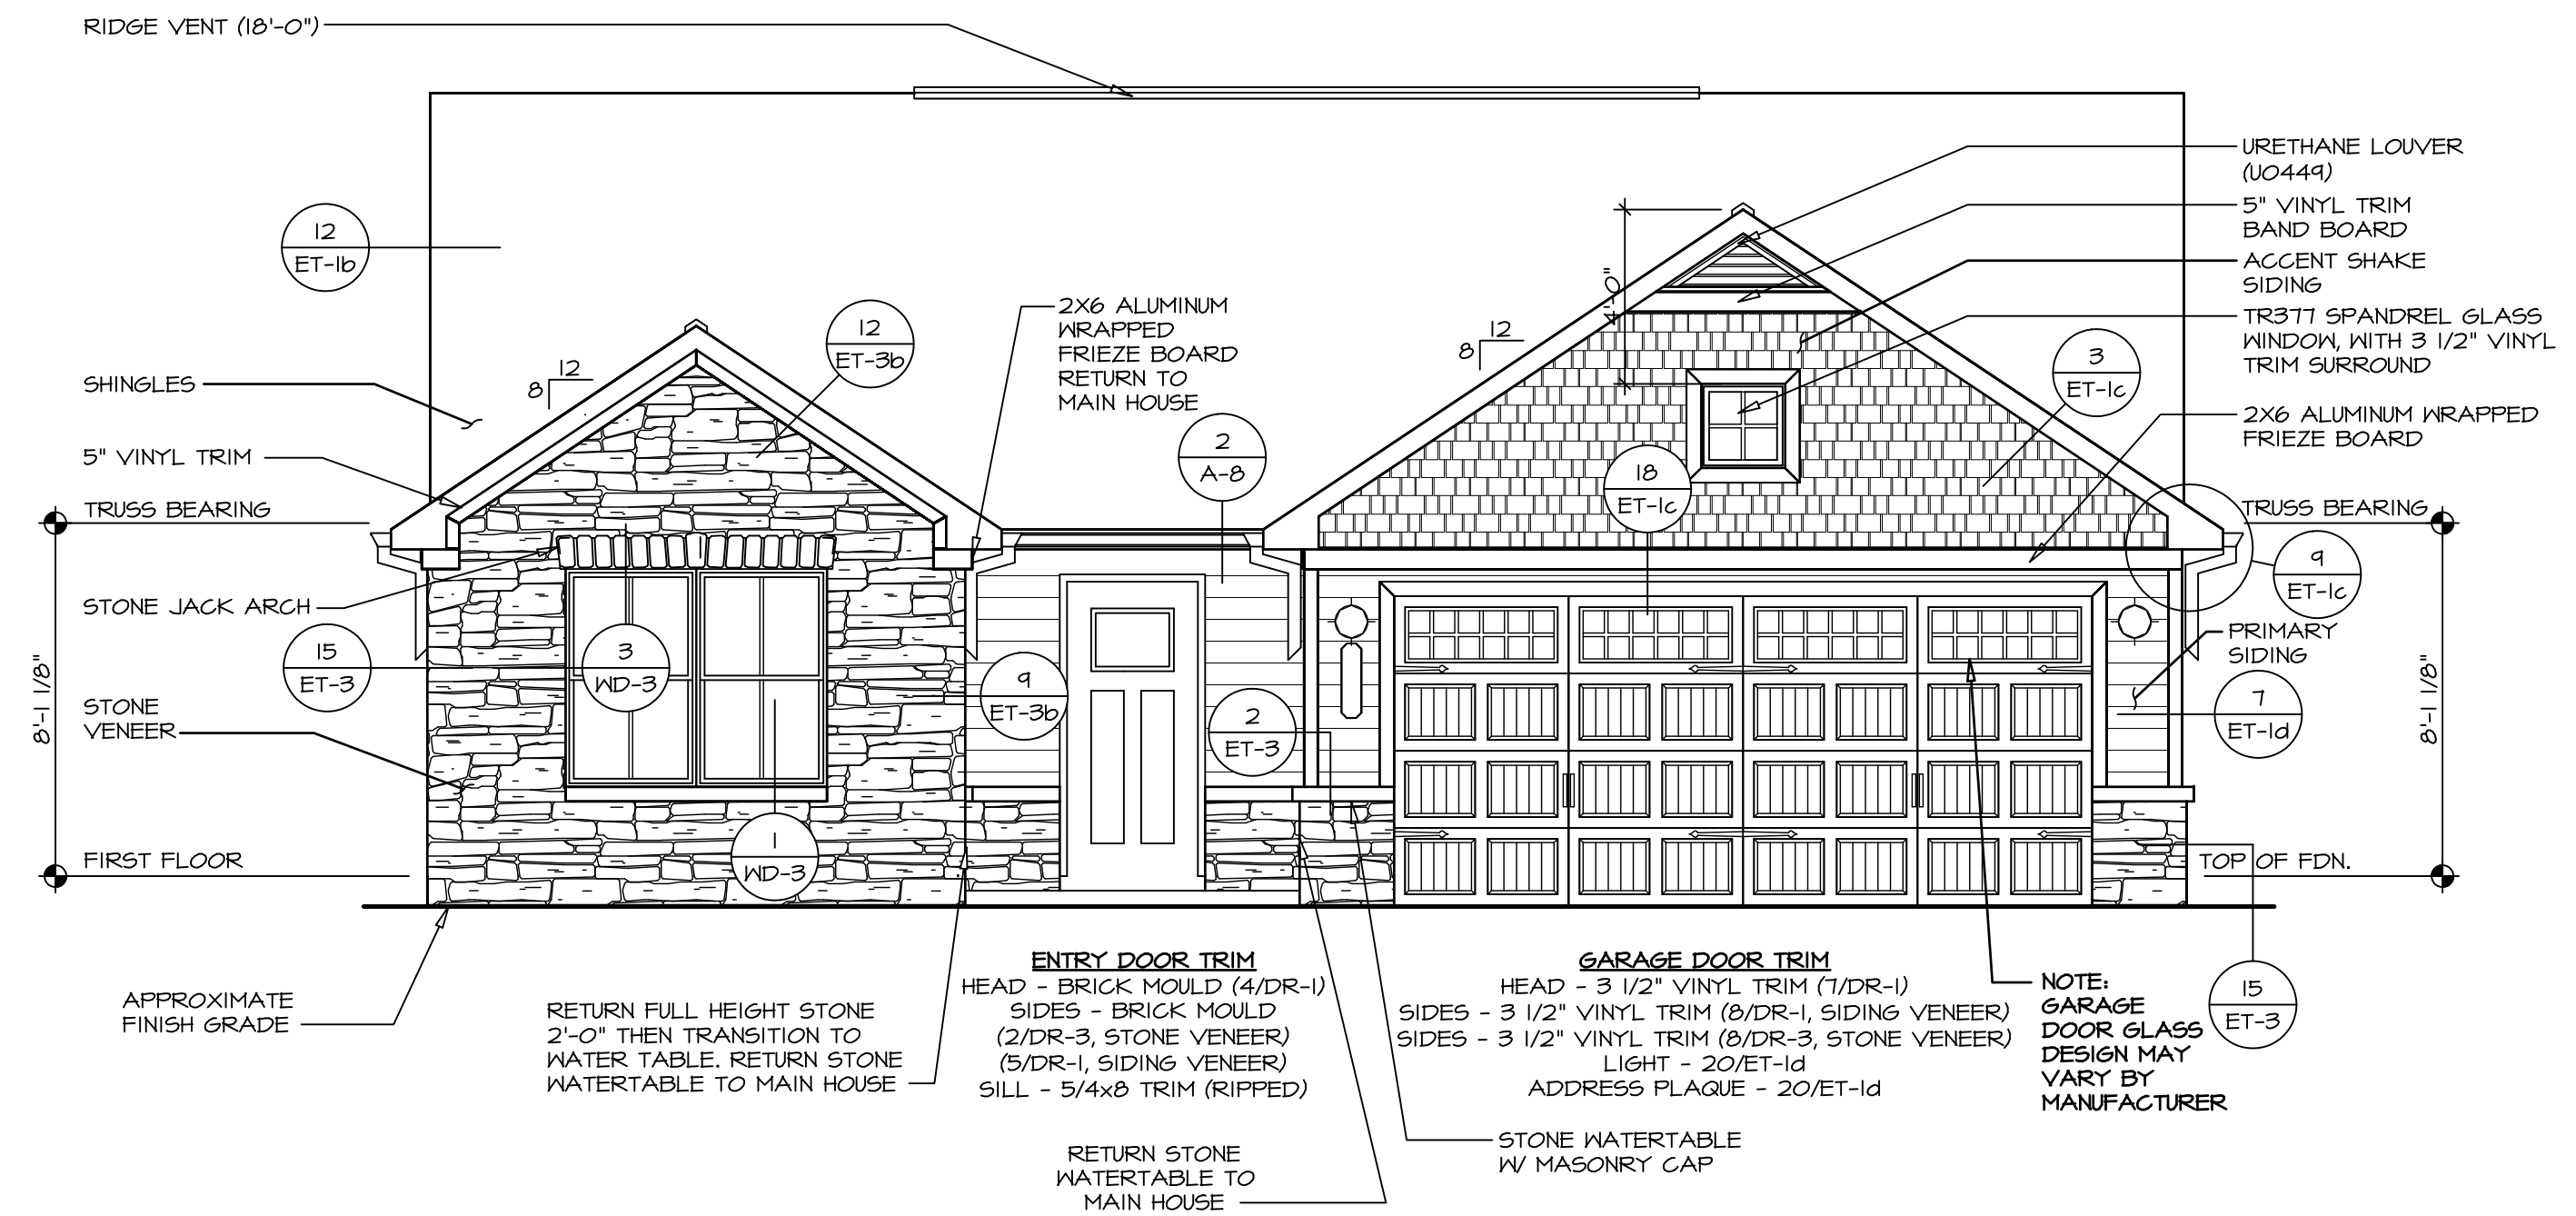 RIDGE VENT (18'-0")
12
ET-1b
SHINGLES
5" VINYL TRIM
TRUSS BEARING
STONE JACK ARCH
15
ET-3
8'-1 1/8"
STONE
VENEER
FIRST FLOOR
APPROXIMATE
FINISH GRADE
12
8
12
ET-3b
3
WD-3
1
WD-3
9
ET-3b
2X6 ALUMINUM
WRAPPED
FRIEZE BOARD
RETURN TO
MAIN HOUSE
2
A-8
2
ET-3
12
8
4'-0"
18
ET-1c
3
ET-1c
URETHANE LOUVER
(UO449)
5" VINYL TRIM
BAND BOARD
ACCENT SHAKE
SIDING
TR377 SPANDREL GLASS
WINDOW, WITH 3 1/2" VINYL
TRIM SURROUND
2X6 ALUMINUM WRAPPED
FRIEZE BOARD
TRUSS BEARING
9
ET-1c
PRIMARY
SIDING
7
ET-1d
8'-1 1/8"
TOP OF FDN.
15
ET-3
RETURN FULL HEIGHT STONE
2'-0" THEN TRANSITION TO
WATER TABLE. RETURN STONE
WATERTABLE TO MAIN HOUSE
ENTRY DOOR TRIM
HEAD - BRICK MOULD (4/DR-1)
SIDES - BRICK MOULD
(2/DR-3, STONE VENEER)
(5/DR-1, SIDING VENEER)
SILL - 5/4x8 TRIM (RIPPED)
RETURN STONE
WATERTABLE TO
MAIN HOUSE
GARAGE DOOR TRIM
HEAD - 3 1/2" VINYL TRIM (7/DR-1)
SIDES - 3 1/2" VINYL TRIM (8/DR-1, SIDING VENEER)
SIDES - 3 1/2" VINYL TRIM (8/DR-3, STONE VENEER)
LIGHT - 20/ET-1d
ADDRESS PLAQUE - 20/ET-1d
STONE WATERTABLE
W/ MASONRY CAP
NOTE:
GARAGE
DOOR GLASS
DESIGN MAY
VARY BY
MANUFACTURER